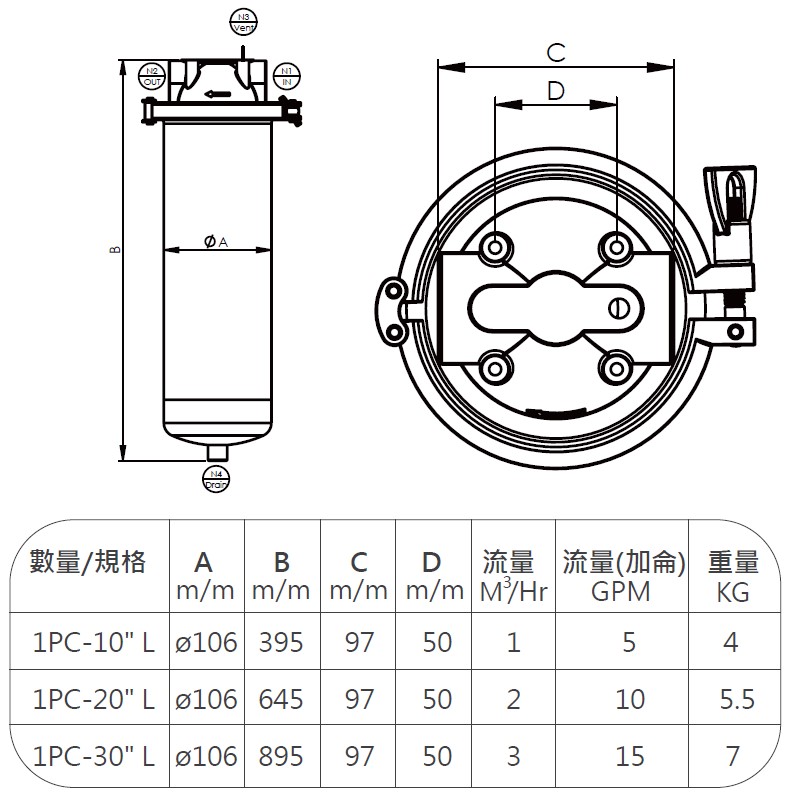 N3
Vent
N2
OUT
N1
IN
C
D
B
Ø A
N4
Drain
數量/規格 A m/m B m/m C m/m D m/m 流量 M³/Hr 流量(加侖) GPM 重量 KG
1PC-10" L ø106 395 97 50 1 5 4
1PC-20" L ø106 645 97 50 2 10 5.5
1PC-30" L ø106 895 97 50 3 15 7